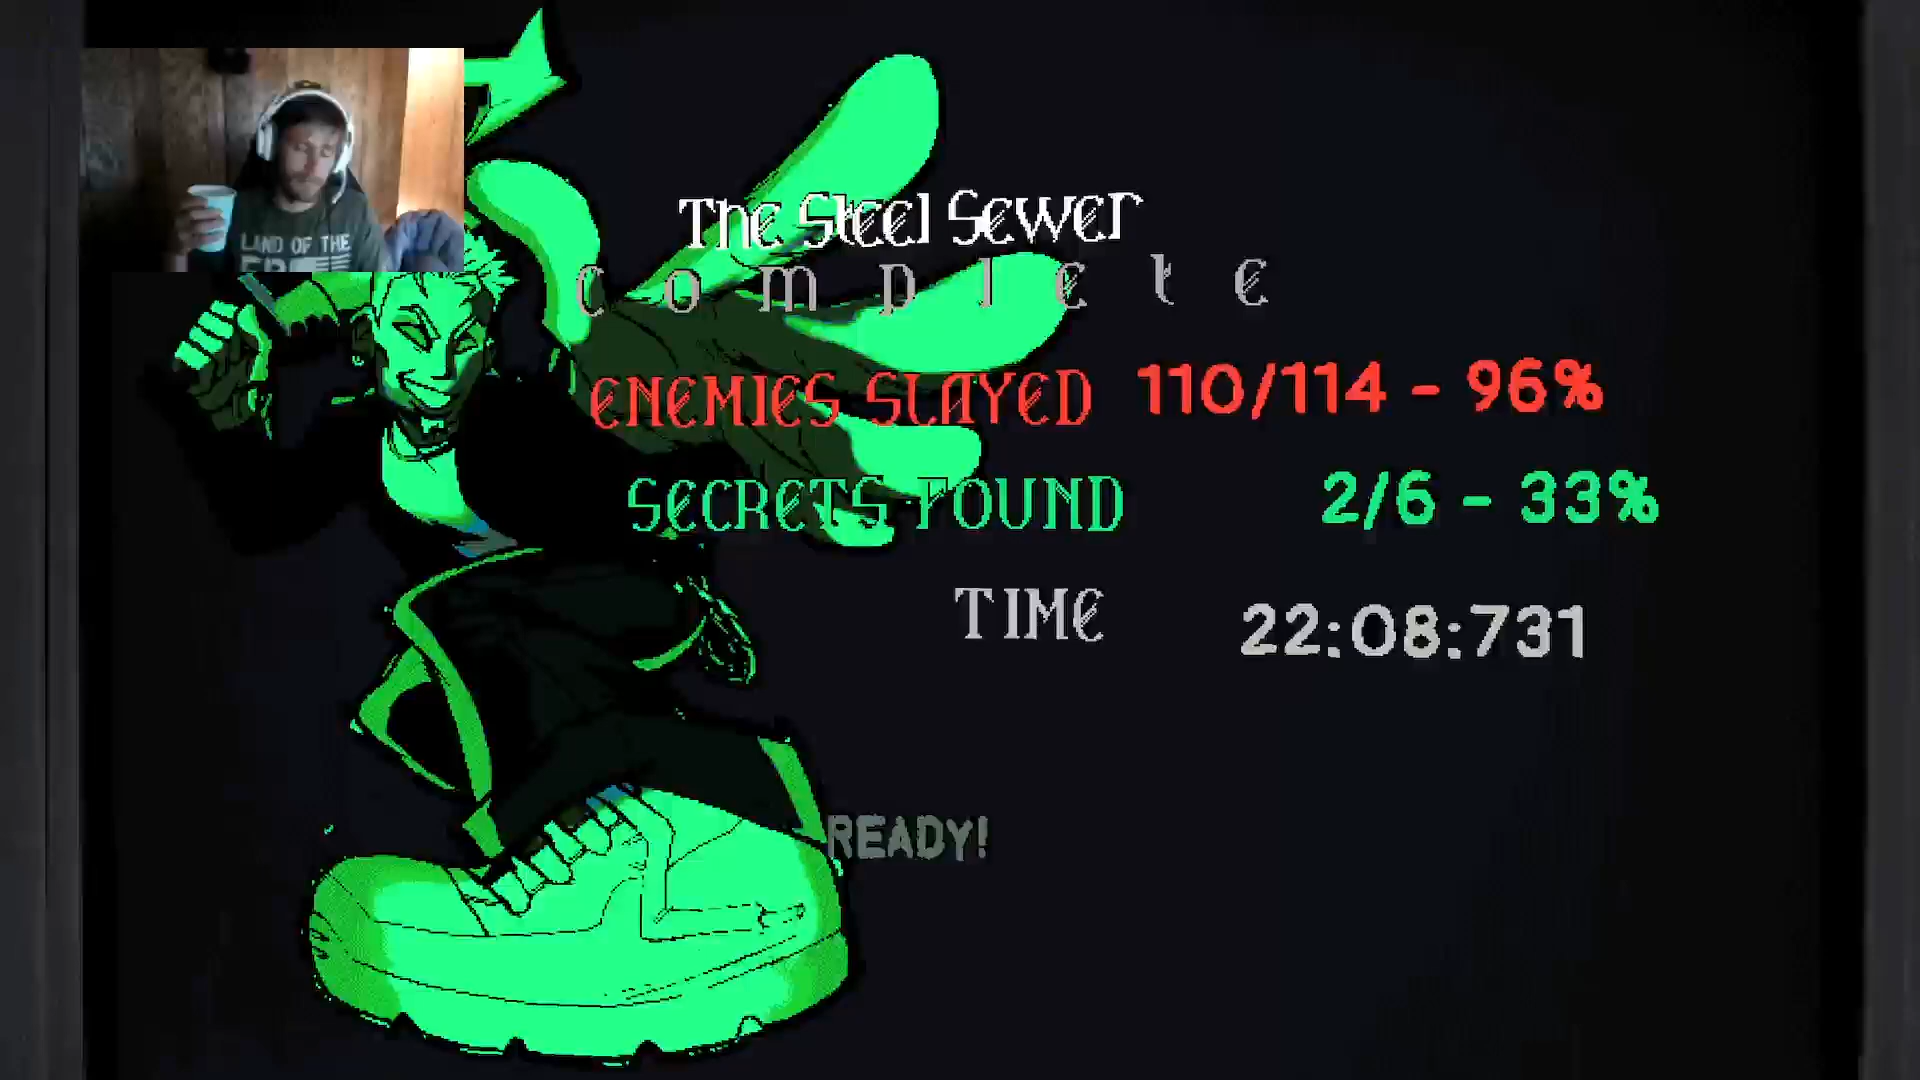 LAND OF THE
FREE
The Steel Sewer
complete
ENEMIES SLAYED 110/114 - 96%
SECRETS FOUND 2/6 - 33%
TIME 22:08:731
READY!